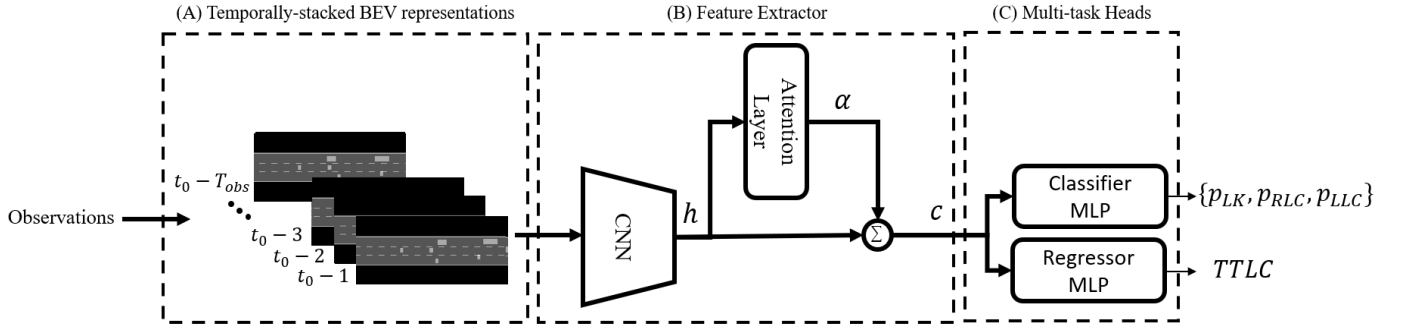 (A) Temporally-stacked BEV representations
(B) Feature Extractor
(C) Multi-task Heads
Observations
t₀ − T_obs
t₀ − 3
t₀ − 2
t₀ − 1
CNN
h
Attention
Layer
α
Σ
c
Classifier
MLP
{p_LK, p_RLC, p_LLC}
Regressor
MLP
TTLC